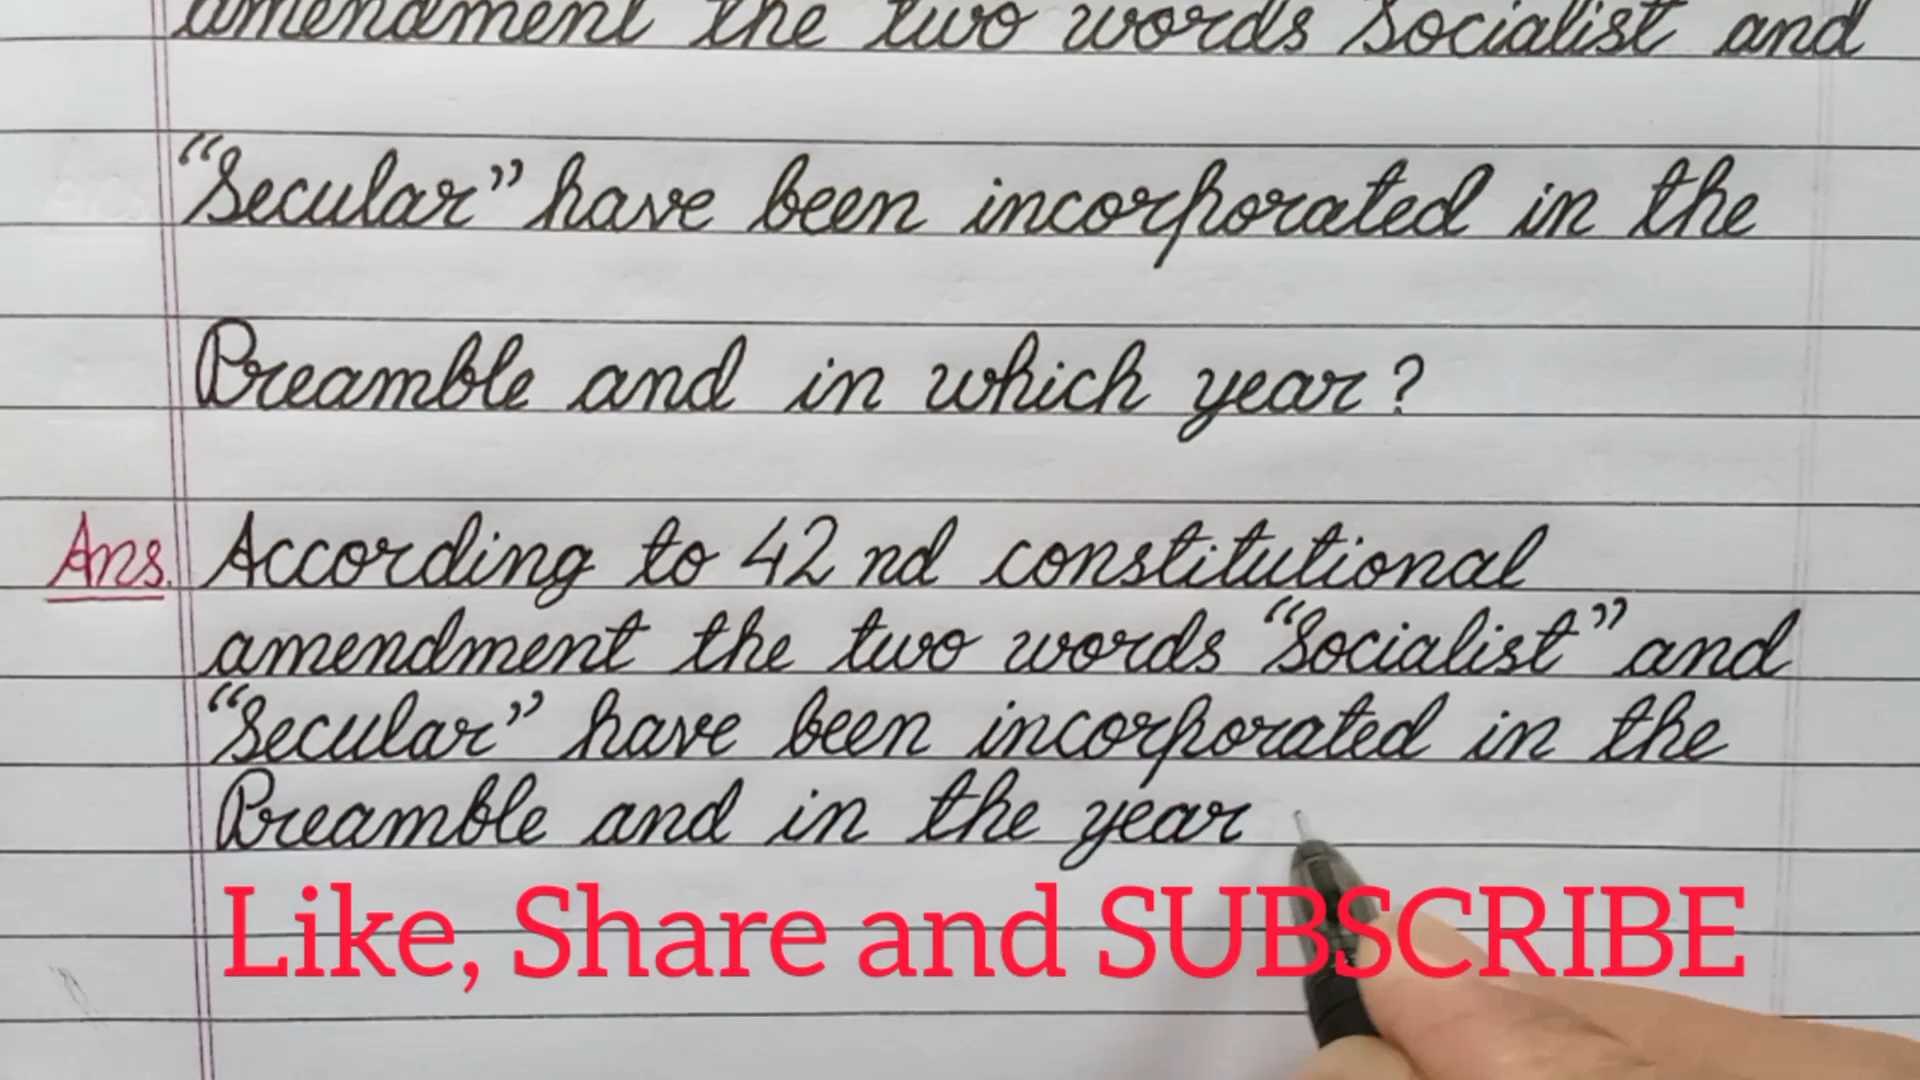 amendment the two words Socialist and
"Secular" have been incorporated in the
Preamble and in which year?
Ans. According to 42 nd constitutional
amendment the two words "Socialist" and
"Secular" have been incorporated in the
Preamble and in the year
Like, Share and SUBSCRIBE